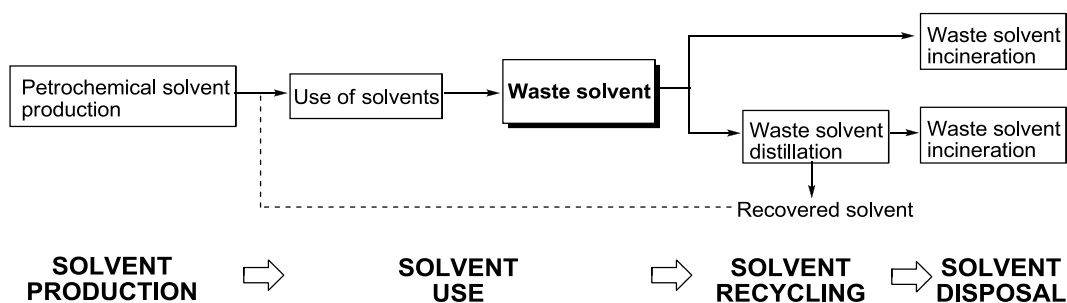 Petrochemical solvent
production
Use of solvents
Waste solvent
Waste solvent
incineration
Waste solvent
distillation
Waste solvent
incineration
Recovered solvent
SOLVENT
PRODUCTION
SOLVENT
USE
SOLVENT
RECYCLING
SOLVENT
DISPOSAL